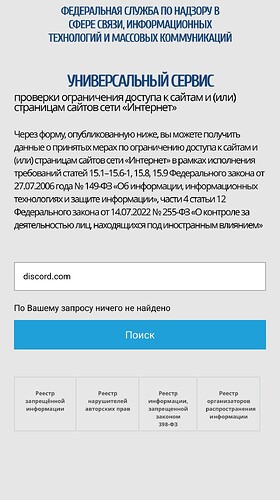 ФЕДЕРАЛЬНАЯ СЛУЖБА ПО НАДЗОРУ В
СФЕРЕ СВЯЗИ, ИНФОРМАЦИОННЫХ
ТЕХНОЛОГИЙ И МАССОВЫХ КОММУНИКАЦИЙ
УНИВЕРСАЛЬНЫЙ СЕРВИС
проверки ограничения доступа к сайтам и (или)
страницам сайтов сети «Интернет»
Через форму, опубликованную ниже, вы можете получить
данные о принятых мерах по ограничению доступа к сайтам и
(или) страницам сайтов сети «Интернет» в рамках исполнения
требований статей 15.1–15.6-1, 15.8, 15.9 Федерального закона от
27.07.2006 года № 149-ФЗ «Об информации, информационных
технологиях и защите информации», части 4 статьи 12
Федерального закона от 14.07.2022 № 255-ФЗ «О контроле за
деятельностью лиц, находящихся под иностранным влиянием»
discord.com
По Вашему запросу ничего не найдено
Поиск
Реестр
запрещённой
информации
Реестр
нарушителей
авторских прав
Реестр
информации,
запрещенной
законом
398-ФЗ
Реестр
организаторов
распространения
информации